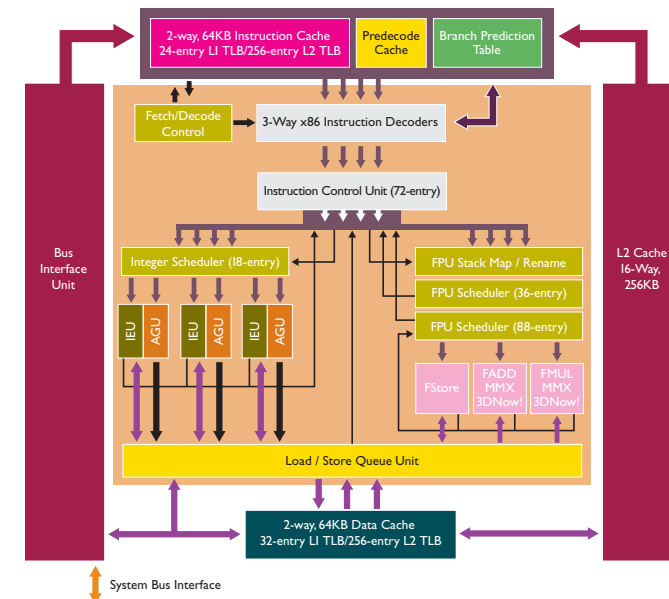 2-way, 64KB Instruction Cache
24-entry L1 TLB/256-entry L2 TLB
Predecode
Cache
Branch Prediction
Table
Fetch/Decode
Control
3-Way x86 Instruction Decoders
Instruction Control Unit (72-entry)
Bus
Interface
Unit
L2 Cache
16-Way,
256KB
Integer Scheduler (18-entry)
FPU Stack Map / Rename
FPU Scheduler (36-entry)
FPU Scheduler (88-entry)
IEU
AGU
IEU
AGU
IEU
AGU
FStore
FADD
MMX
3DNow!
FMUL
MMX
3DNow!
Load / Store Queue Unit
2-way, 64KB Data Cache
32-entry L1 TLB/256-entry L2 TLB
System Bus Interface